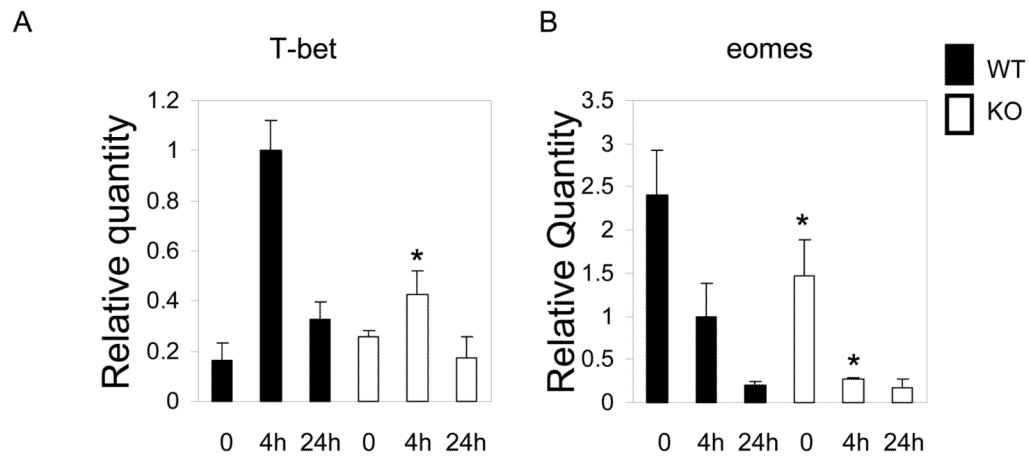 A
T-bet
Relative quantity
1.2
1
0.8
0.6
0.4
0.2
0
*
0 4h 24h 0 4h 24h
B
eomes
Relative Quantity
3.5
3
2.5
2
1.5
1
0.5
0
*
*
0 4h 24h 0 4h 24h
WT
KO